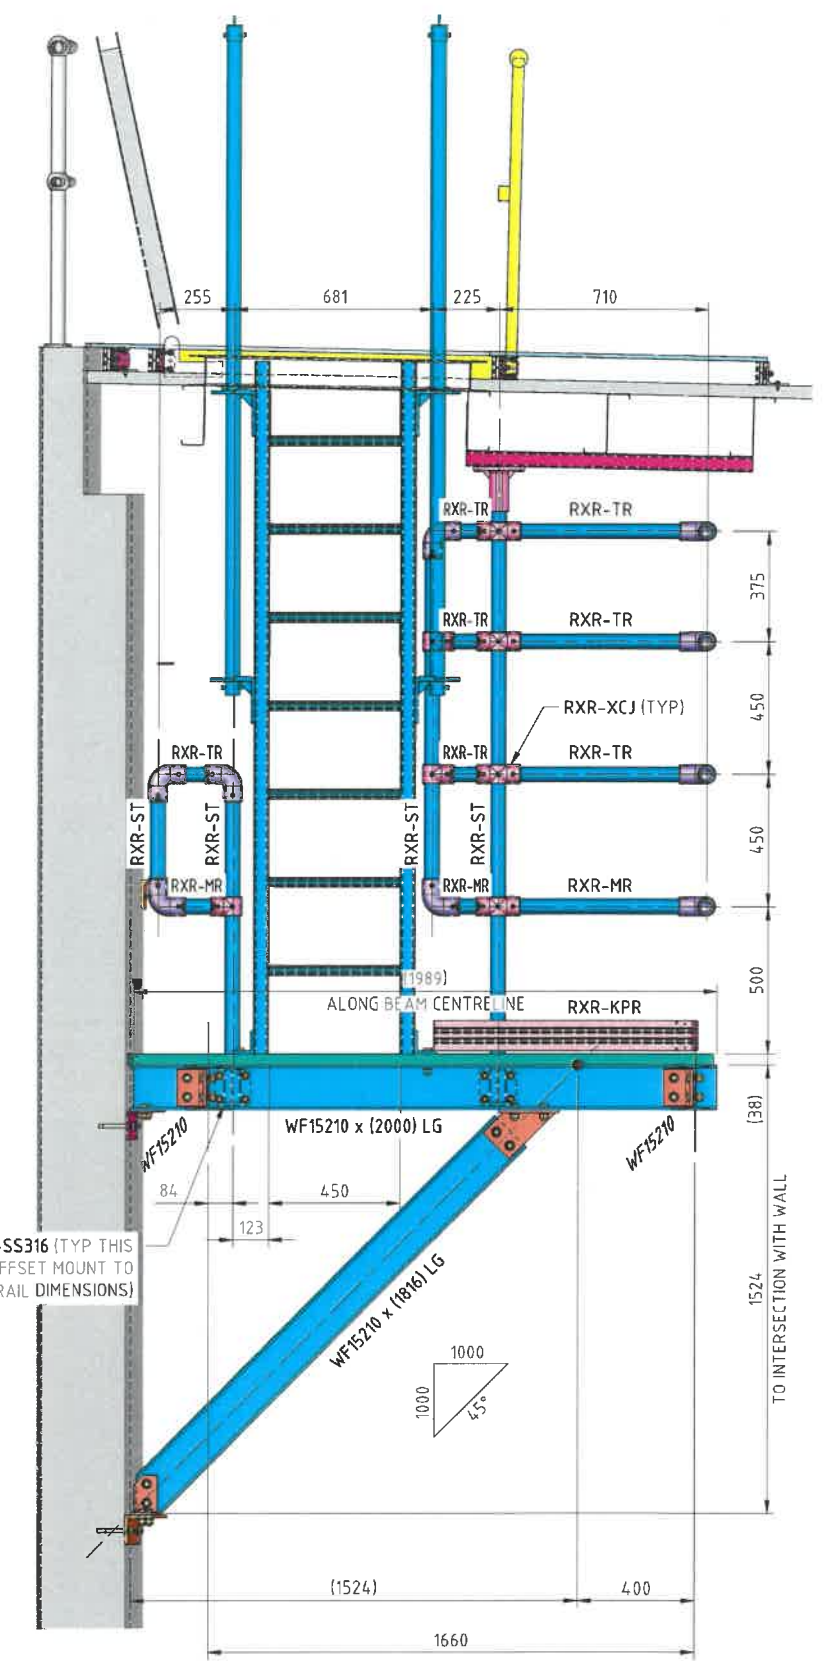 255
681
225
710
RXR-TR
RXR-TR
375
RXR-TR
RXR-TR
450
RXR-XCJ (TYP)
RXR-TR
RXR-TR
RXR-TR
RXR-ST
RXR-ST
RXR-ST
RXR-ST
450
RXR-MR
RXR-MR
RXR-MR
500
(1989)
ALONG BEAM CENTRELINE
RXR-KPR
(38)
WF15210
WF15210 x (2000) LG
WF15210
84
450
123
-SS316 (TYP THIS
FFSET MOUNT TO
RAIL DIMENSIONS)
WF15210 x (1816) LG
1524
TO INTERSECTION WITH WALL
1000
1000
45°
(1524)
400
1660